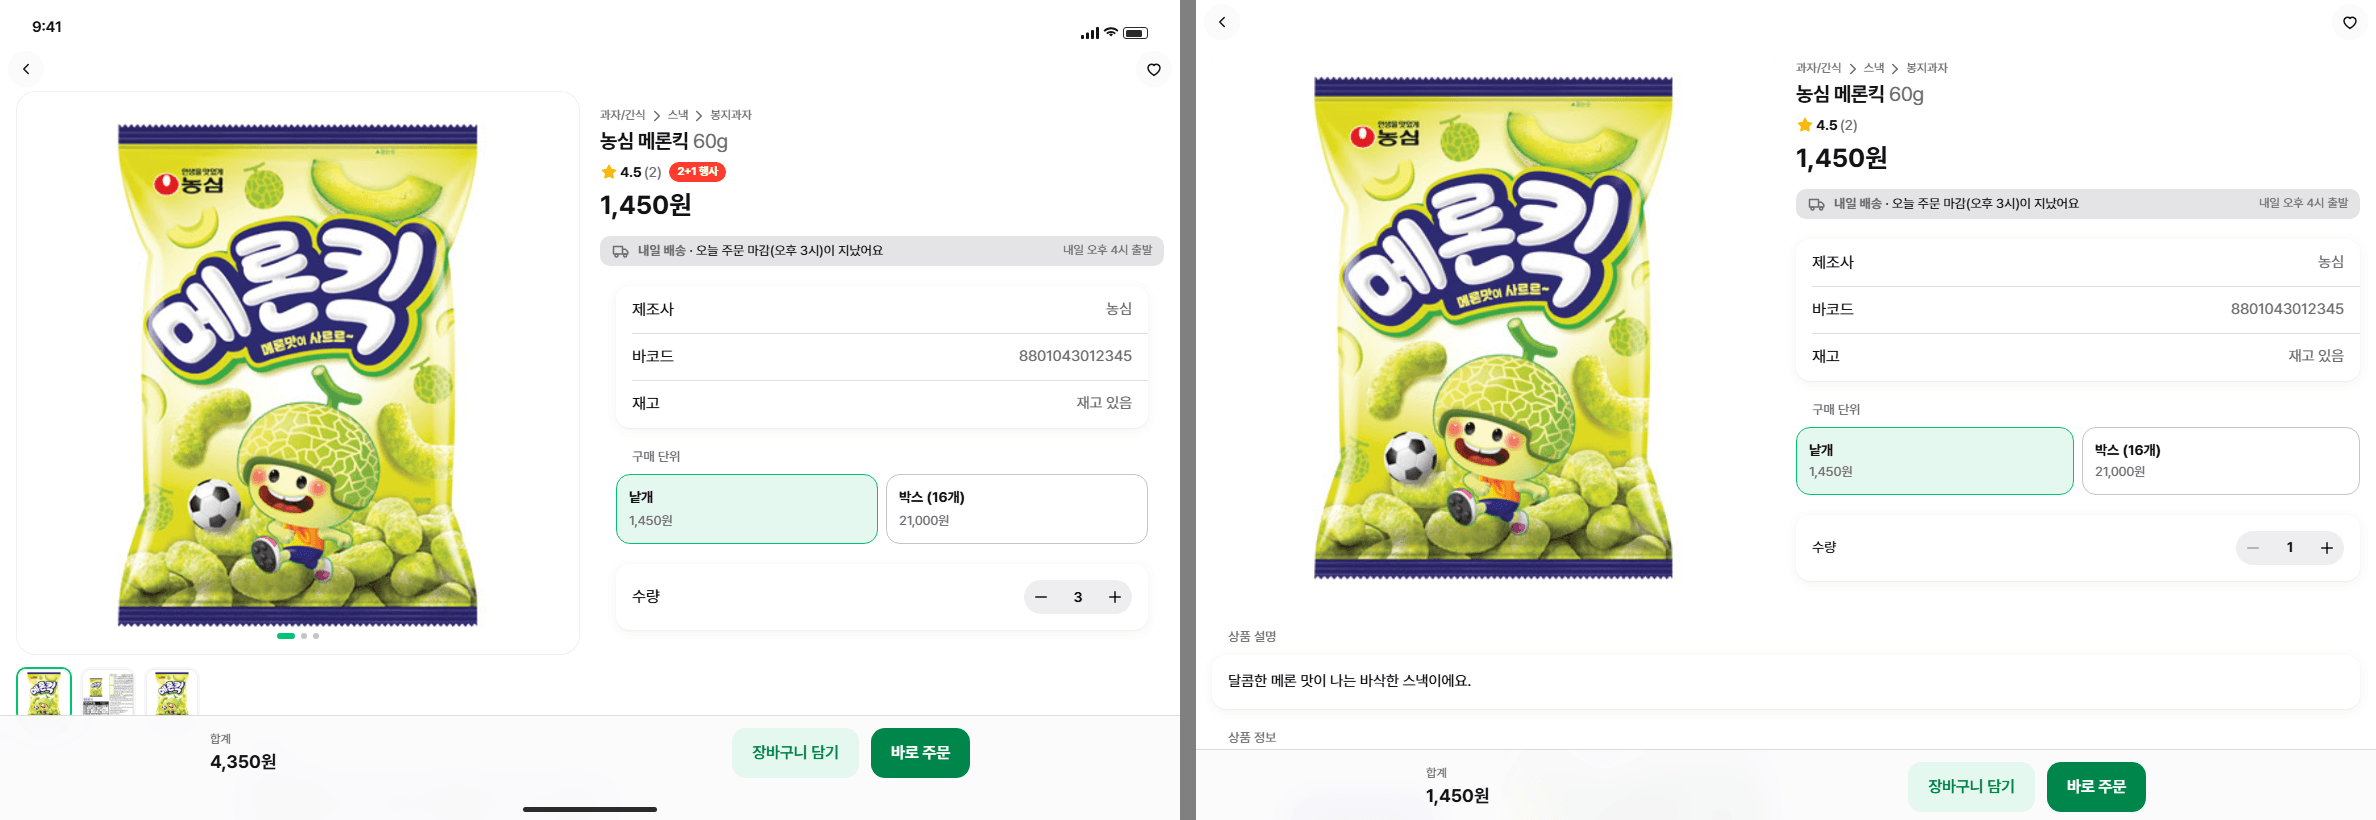 9:41
과자/간식 > 스낵 > 봉지과자
농심 메론킥 60g
4.5 (2) 2+1 행사
1,450원
내일 배송 · 오늘 주문 마감(오후 3시)이 지났어요
내일 오후 4시 출발
제조사 농심
바코드 8801043012345
재고 재고 있음
구매 단위
낱개
1,450원
박스 (16개)
21,000원
수량 3
인생을 맛있게
농심
메론킥
메론맛이 사르르~
합계
4,350원
장바구니 담기
바로 주문
과자/간식 > 스낵 > 봉지과자
농심 메론킥 60g
4.5 (2)
1,450원
내일 배송 · 오늘 주문 마감(오후 3시)이 지났어요
내일 오후 4시 출발
제조사 농심
바코드 8801043012345
재고 재고 있음
구매 단위
낱개
1,450원
박스 (16개)
21,000원
수량 1
인생을 맛있게
농심
메론킥
메론맛이 사르르~
상품 설명
달콤한 메론 맛이 나는 바삭한 스낵이에요.
상품 정보
합계
1,450원
장바구니 담기
바로 주문